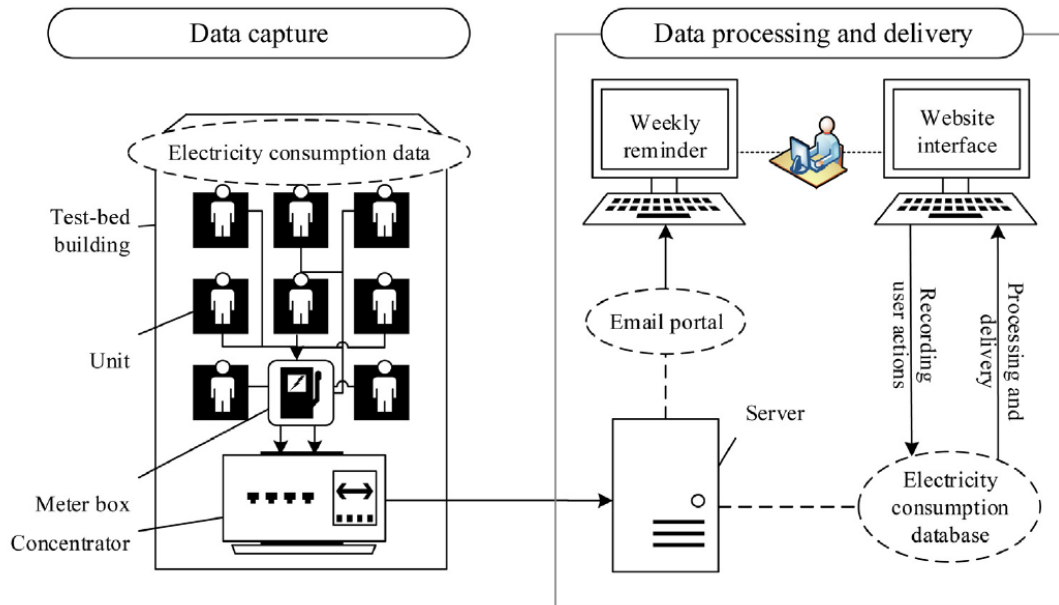 Data capture
Data processing and delivery
Electricity consumption data
Test-bed
building
Unit
Meter box
Concentrator
Weekly
reminder
Website
interface
Email portal
Server
Recording
user actions
Processing and
delivery
Electricity
consumption
database